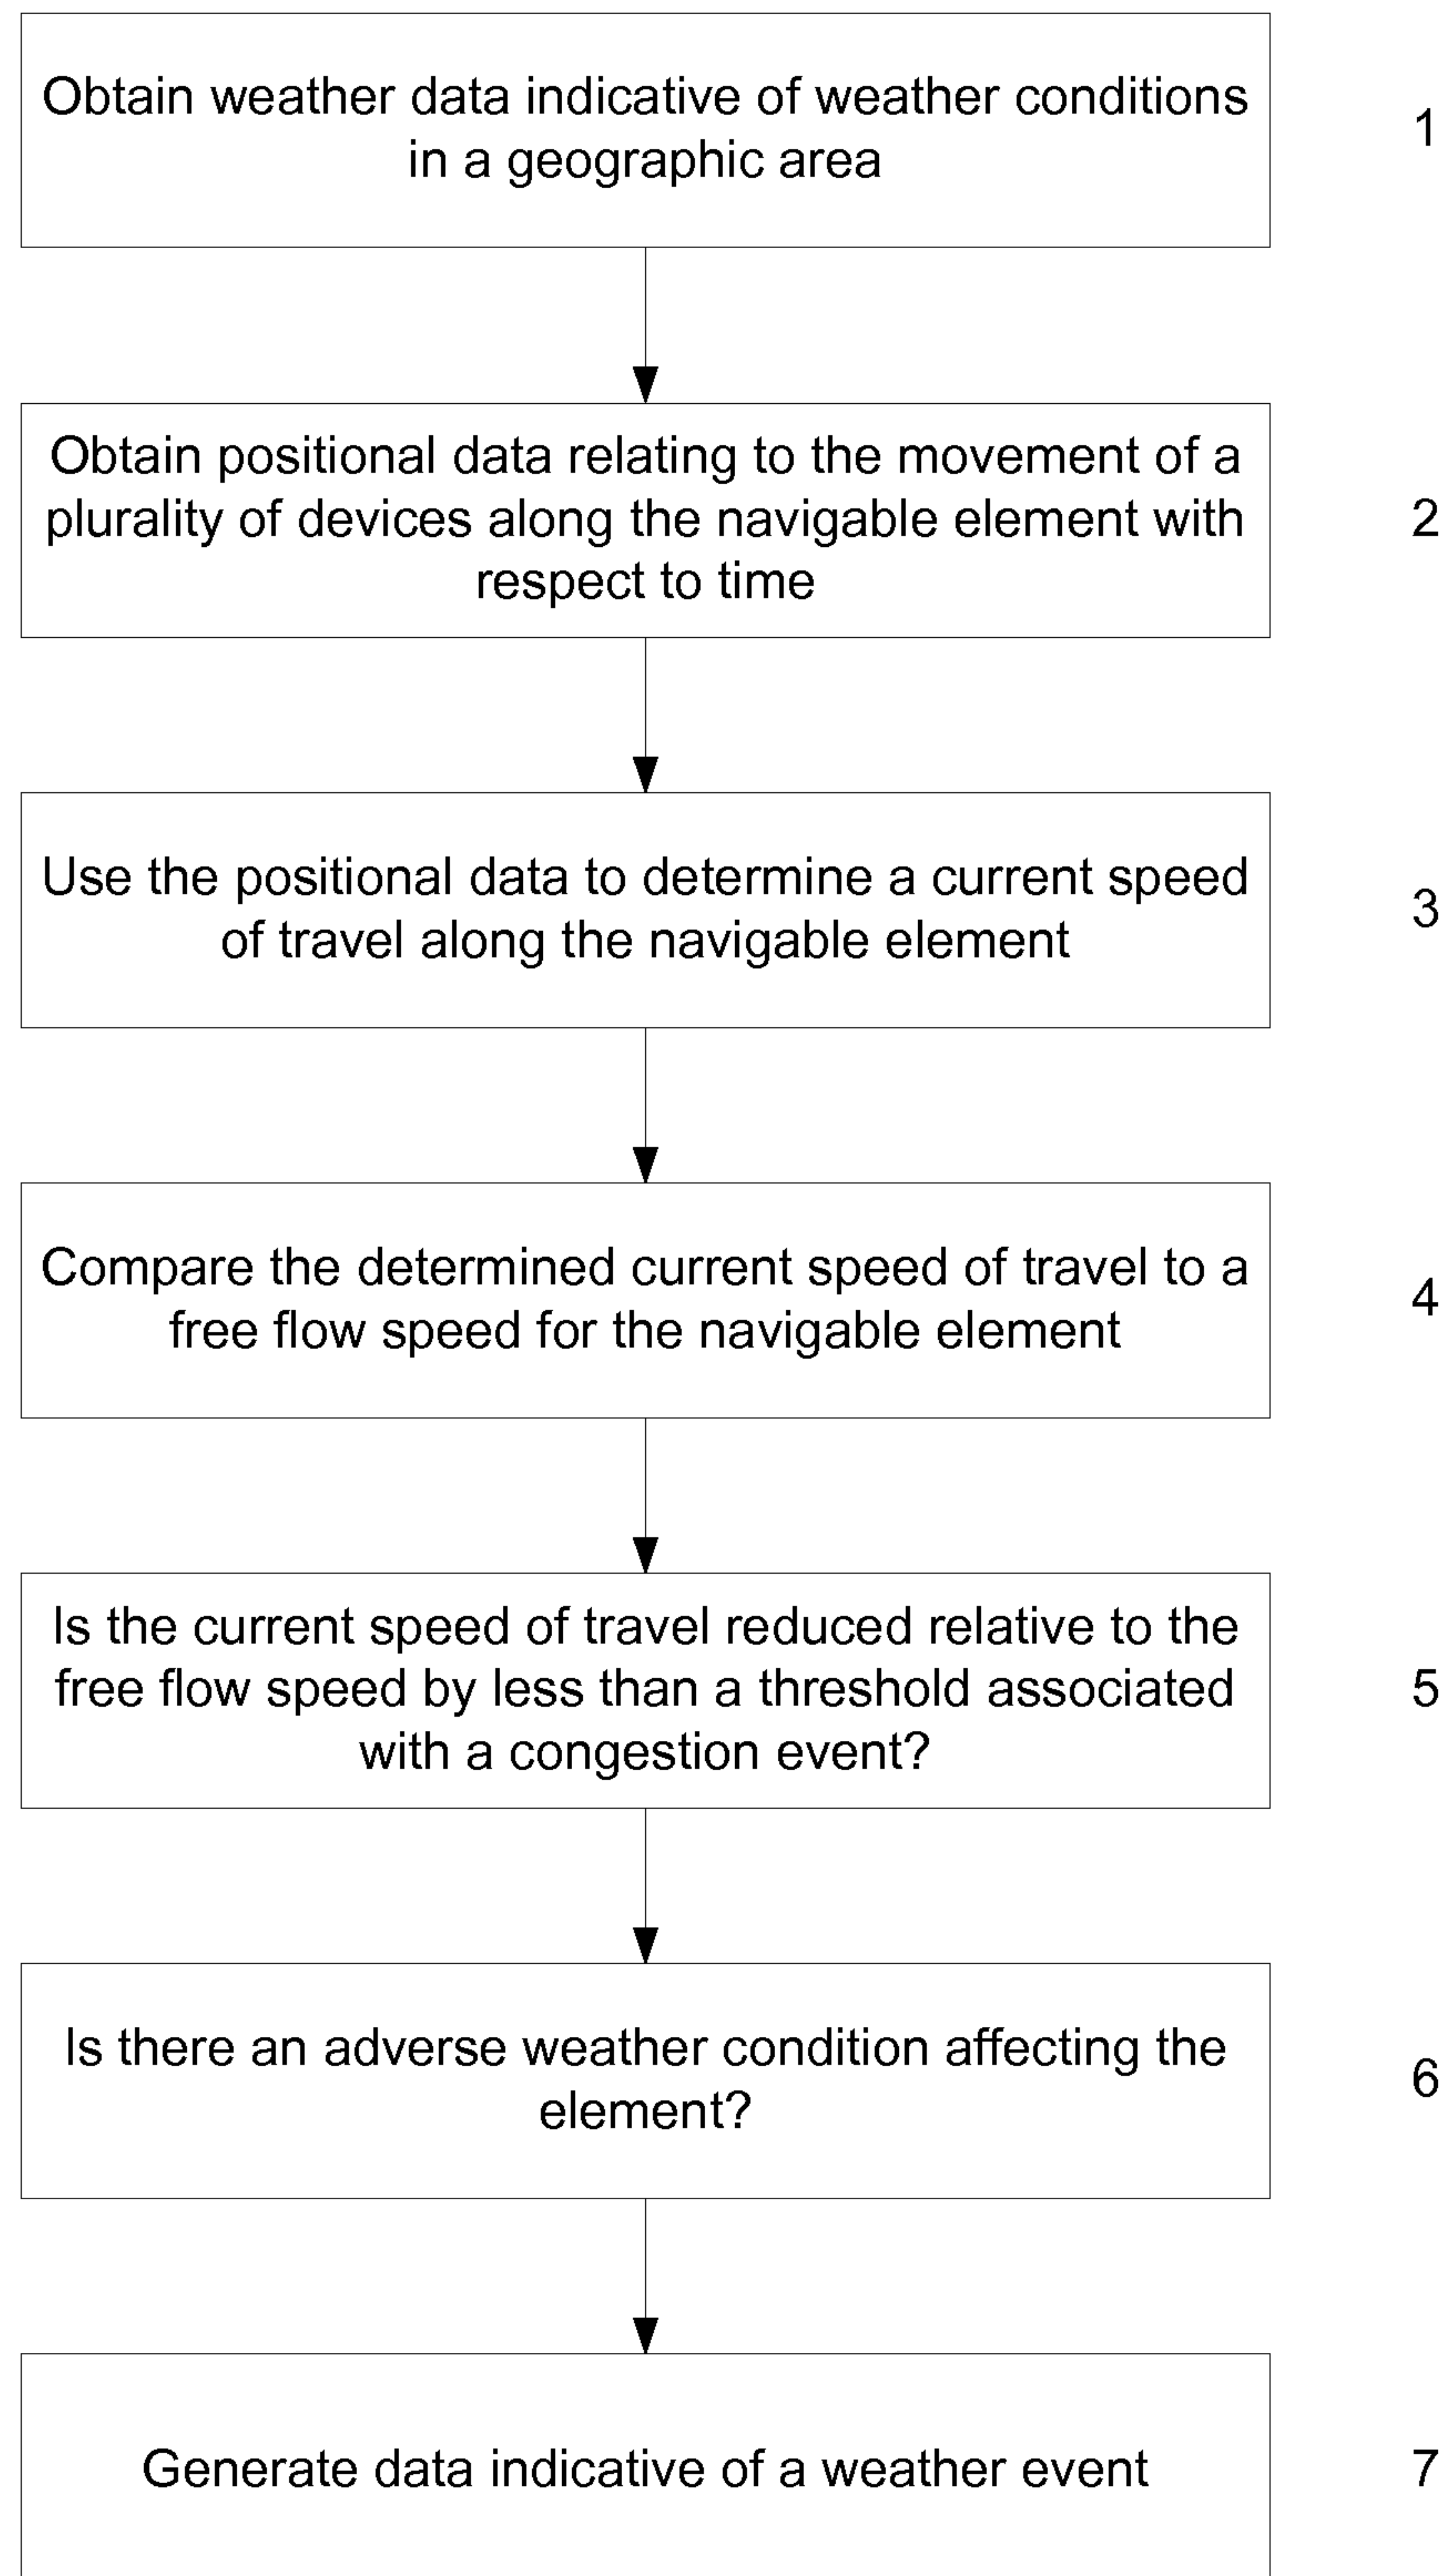 Obtain weather data indicative of weather conditions
in a geographic area
1
Obtain positional data relating to the movement of a
plurality of devices along the navigable element with
respect to time
2
Use the positional data to determine a current speed
of travel along the navigable element
3
Compare the determined current speed of travel to a
free flow speed for the navigable element
4
Is the current speed of travel reduced relative to the
free flow speed by less than a threshold associated
with a congestion event?
5
Is there an adverse weather condition affecting the
element?
6
Generate data indicative of a weather event
7